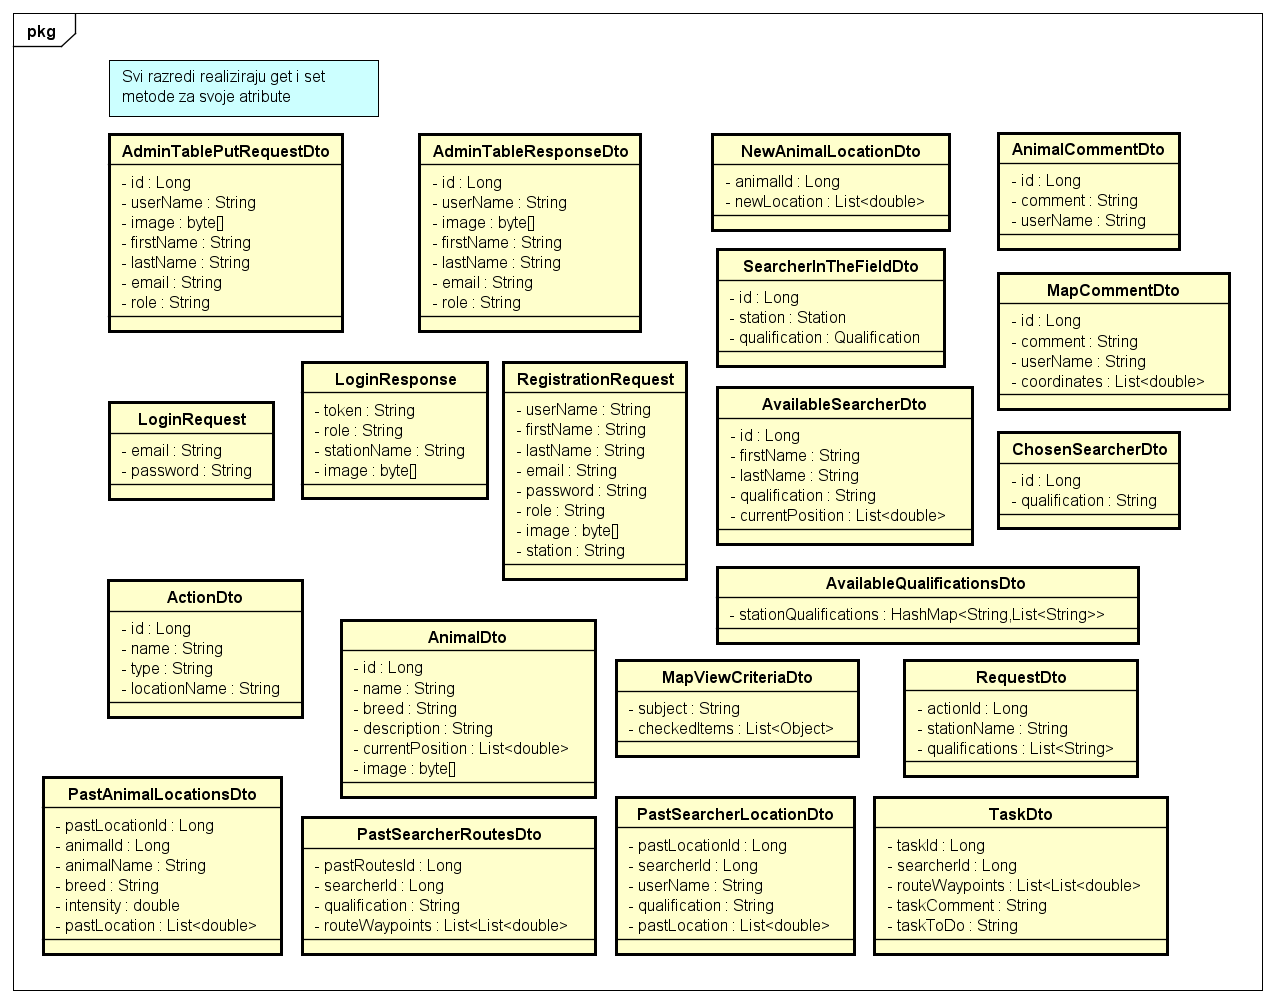 pkg
Svi razredi realiziraju get i set
metode za svoje atribute
AdminTablePutRequestDto
- id : Long
- userName : String
- image : byte[]
- firstName : String
- lastName : String
- email : String
- role : String
AdminTableResponseDto
- id : Long
- userName : String
- image : byte[]
- firstName : String
- lastName : String
- email : String
- role : String
NewAnimalLocationDto
- animalId : Long
- newLocation : List<double>
AnimalCommentDto
- id : Long
- comment : String
- userName : String
SearcherInTheFieldDto
- id : Long
- station : Station
- qualification : Qualification
MapCommentDto
- id : Long
- comment : String
- userName : String
- coordinates : List<double>
LoginRequest
- email : String
- password : String
LoginResponse
- token : String
- role : String
- stationName : String
- image : byte[]
RegistrationRequest
- userName : String
- firstName : String
- lastName : String
- email : String
- password : String
- role : String
- image : byte[]
- station : String
AvailableSearcherDto
- id : Long
- firstName : String
- lastName : String
- qualification : String
- currentPosition : List<double>
ChosenSearcherDto
- id : Long
- qualification : String
AvailableQualificationsDto
- stationQualifications : HashMap<String,List<String>>
ActionDto
- id : Long
- name : String
- type : String
- locationName : String
AnimalDto
- id : Long
- name : String
- breed : String
- description : String
- currentPosition : List<double>
- image : byte[]
MapViewCriteriaDto
- subject : String
- checkedItems : List<Object>
RequestDto
- actionId : Long
- stationName : String
- qualifications : List<String>
PastAnimalLocationsDto
- pastLocationId : Long
- animalId : Long
- animalName : String
- breed : String
- intensity : double
- pastLocation : List<double>
PastSearcherRoutesDto
- pastRoutesId : Long
- searcherId : Long
- qualification : String
- routeWaypoints : List<List<double>
PastSearcherLocationDto
- pastLocationId : Long
- searcherId : Long
- userName : String
- qualification : String
- pastLocation : List<double>
TaskDto
- taskId : Long
- searcherId : Long
- routeWaypoints : List<List<double>
- taskComment : String
- taskToDo : String